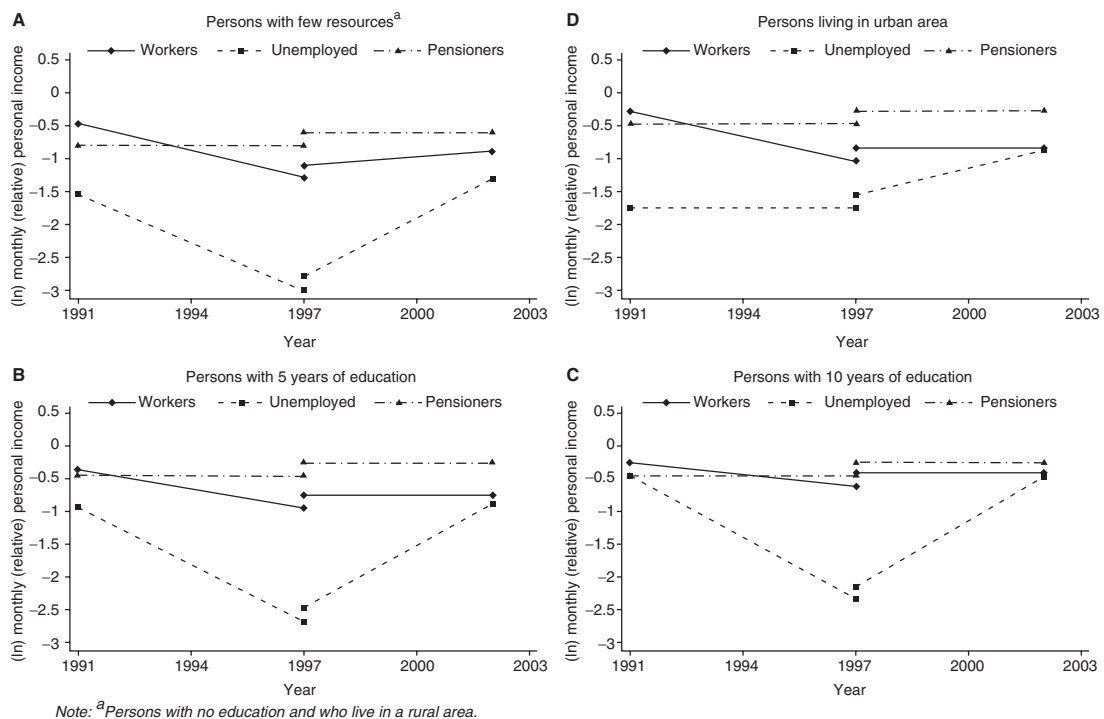 A Persons with few resourcesa
Workers Unemployed Pensioners
(ln) monthly (relative) personal income
0.5
0
−0.5
−1
−1.5
−2
−2.5
−3
1991 1994 1997 2000 2003
Year
D Persons living in urban area
Workers Unemployed Pensioners
(ln) monthly (relative) personal income
0.5
0
−0.5
−1
−1.5
−2
−2.5
−3
1991 1994 1997 2000 2003
Year
B Persons with 5 years of education
Workers Unemployed Pensioners
(ln) monthly (relative) personal income
0.5
0
−0.5
−1
−1.5
−2
−2.5
−3
1991 1994 1997 2000 2003
Year
C Persons with 10 years of education
Workers Unemployed Pensioners
(ln) monthly (relative) personal income
0.5
0
−0.5
−1
−1.5
−2
−2.5
−3
1991 1994 1997 2000 2003
Year
Note: aPersons with no education and who live in a rural area.